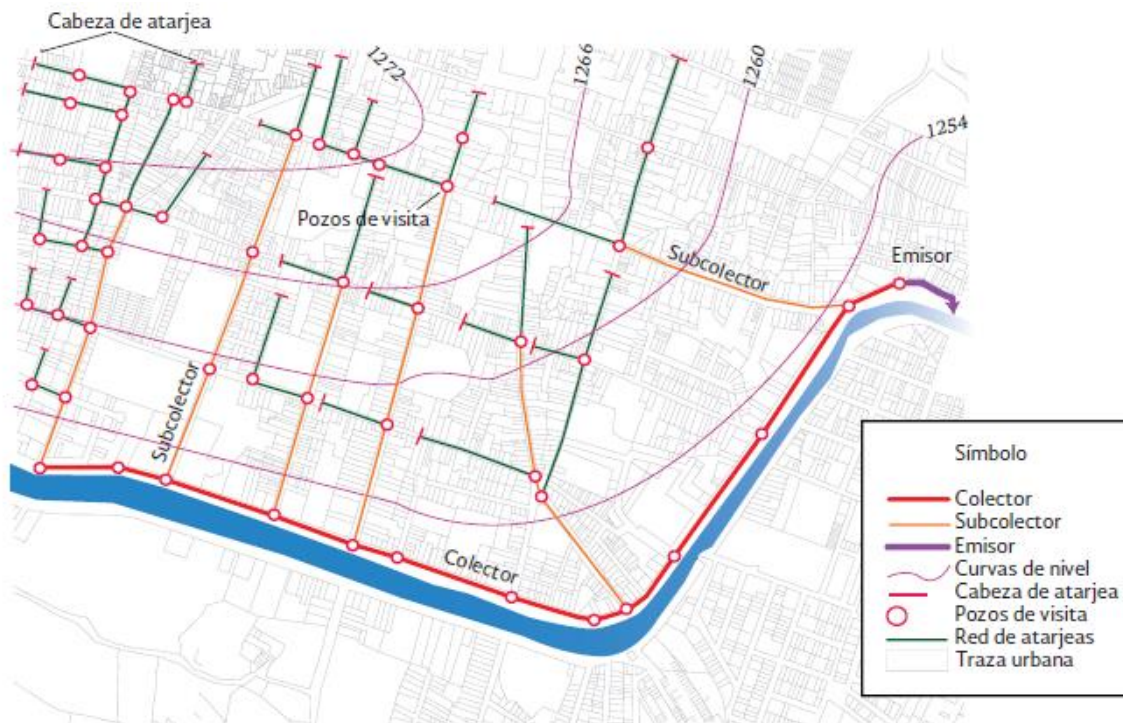 Cabeza de atarjea
1272
1266
1260
1254
Pozos de visita
Subcolector
Emisor
Subcolector
Colector
Símbolo
Colector
Subcolector
Emisor
Curvas de nivel
Cabeza de atarjea
Pozos de visita
Red de atarjeas
Traza urbana